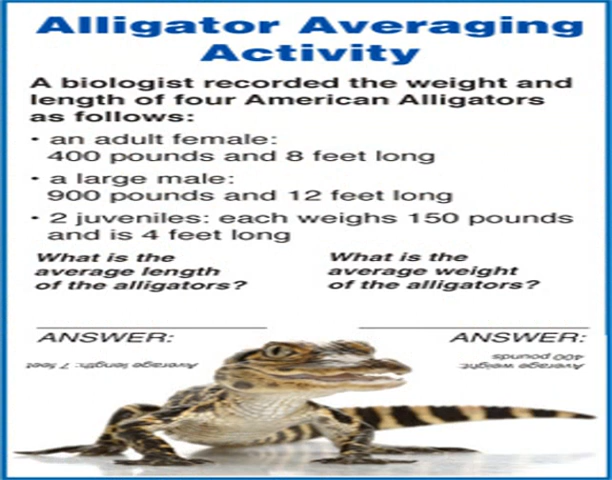 Alligator Averaging
Activity
A biologist recorded the weight and
length of four American Alligators
as follows:
• an adult female:
400 pounds and 8 feet long
• a large male:
900 pounds and 12 feet long
• 2 juveniles: each weighs 150 pounds
and is 4 feet long
What is the
average length
of the alligators?
What is the
average weight
of the alligators?
ANSWER:
Average length: 7 feet
ANSWER:
Average weight:
400 pounds